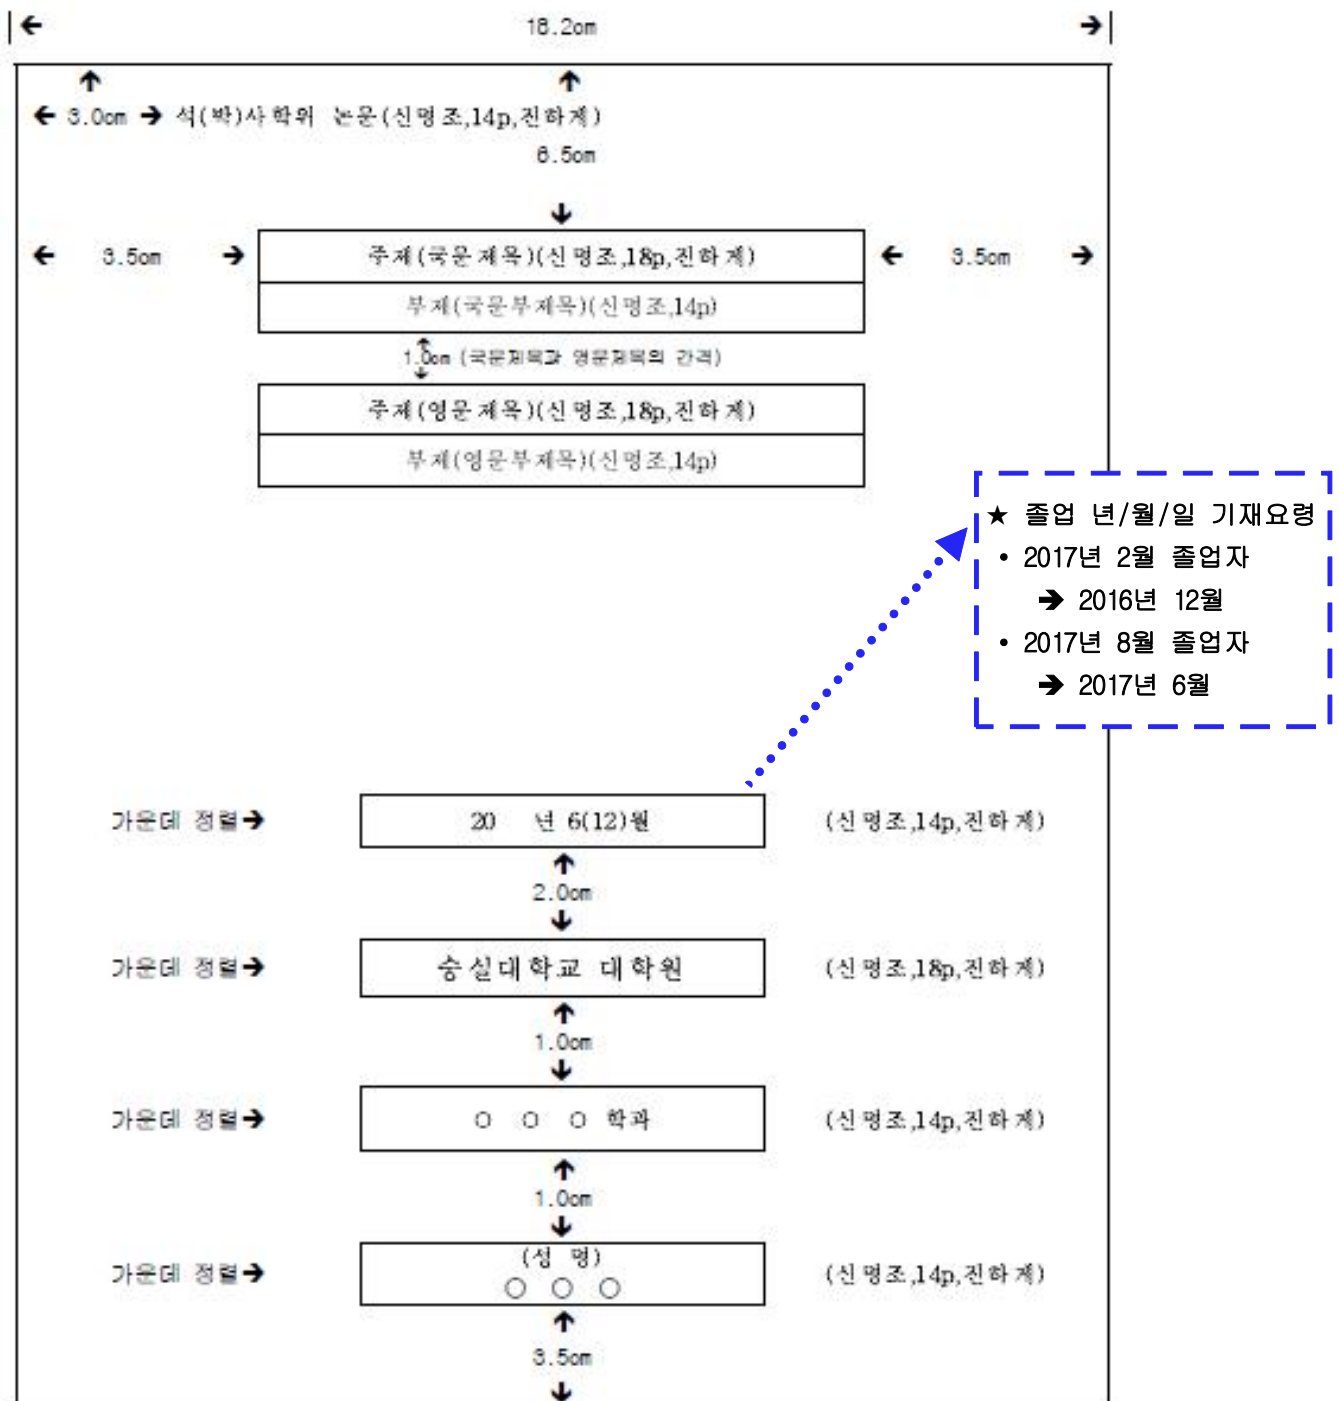 18.2cm
3.0cm 석(박)사학위 논문(신명조,14p,진하게)
6.5cm
3.5cm 주제(국문제목)(신명조,18p,진하게) 3.5cm
부제(국문부제목)(신명조,14p)
1.0cm (국문제목과 영문제목의 간격)
주제(영문제목)(신명조,18p,진하게)
부제(영문부제목)(신명조,14p)
★ 졸업 년/월/일 기재요령
• 2017년 2월 졸업자
➔ 2016년 12월
• 2017년 8월 졸업자
➔ 2017년 6월
가운데 정렬➔ 20 년 6(12)월 (신명조,14p,진하게)
2.0cm
가운데 정렬➔ 숭실대학교 대학원 (신명조,18p,진하게)
1.0cm
가운데 정렬➔ ○ ○ ○ 학과 (신명조,14p,진하게)
1.0cm
(성 명)
가운데 정렬➔ ○ ○ ○ (신명조,14p,진하게)
3.5cm